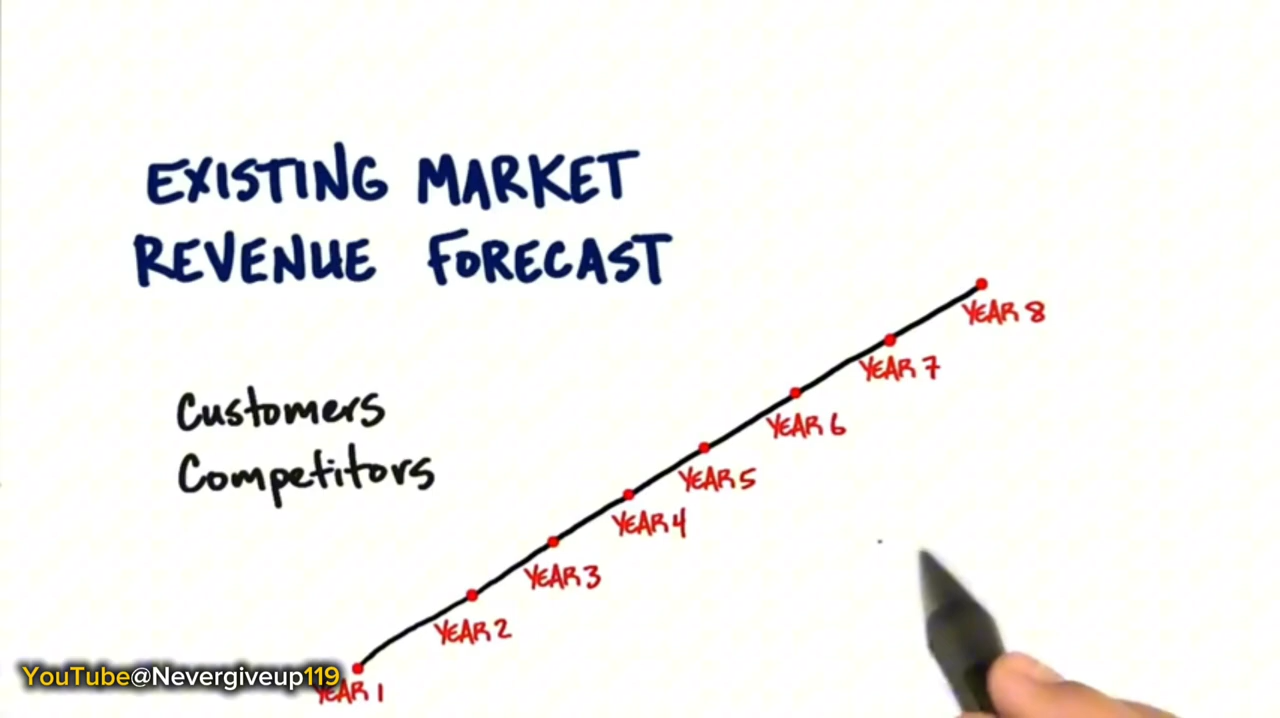 EXISTING MARKET
REVENUE FORECAST
Customers
Competitors
YEAR 8
YEAR 7
YEAR 6
YEAR 5
YEAR 4
YEAR 3
YEAR 2
YEAR 1
YouTube@Nevergiveup119